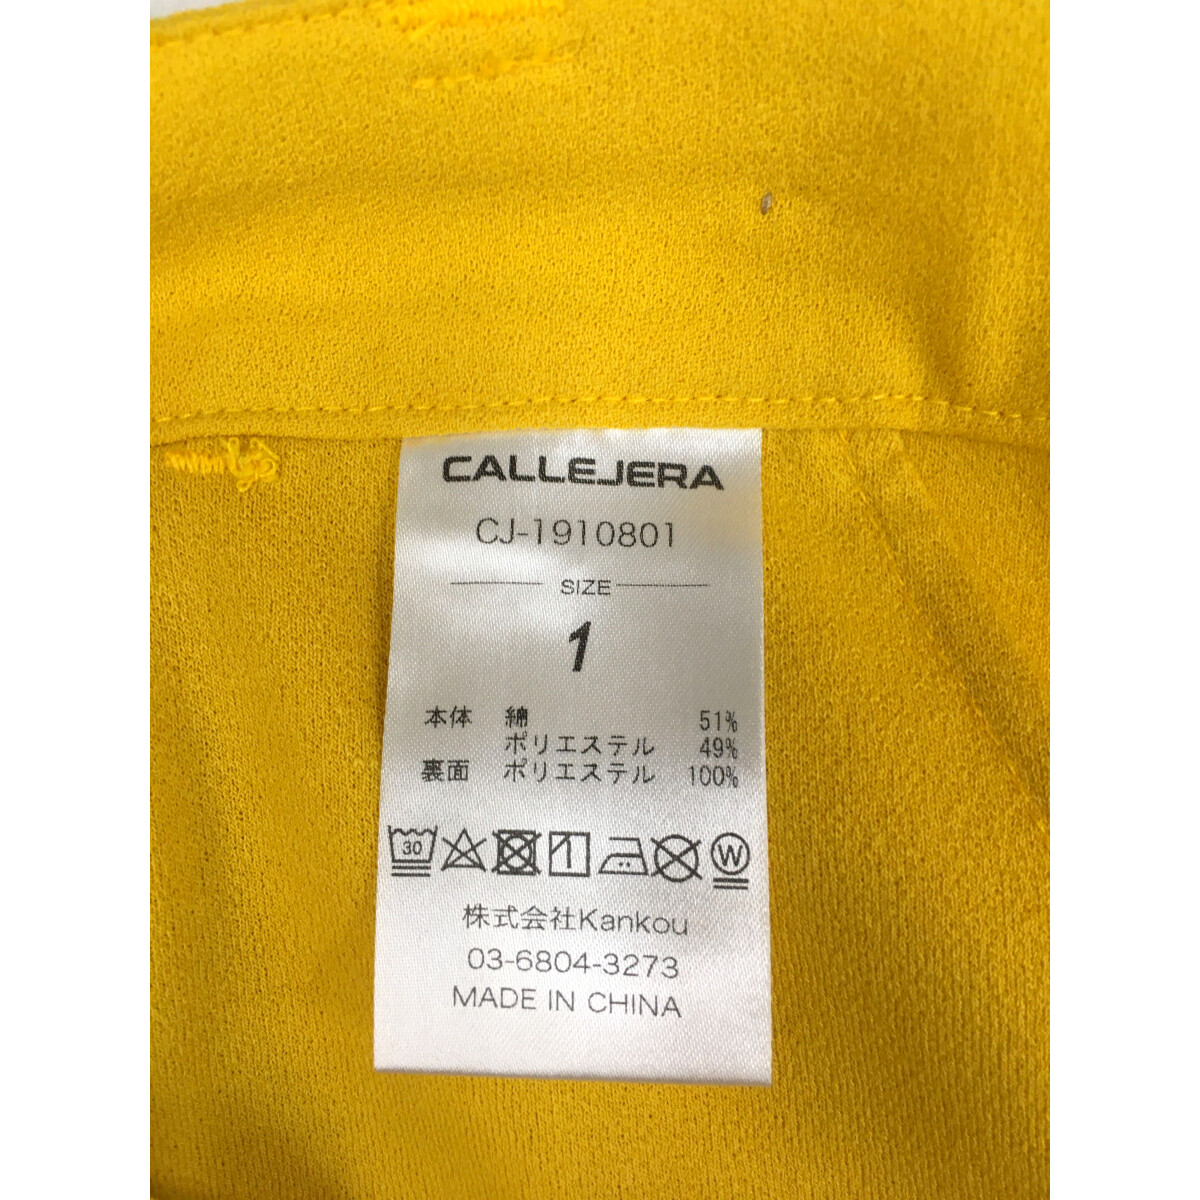 CALLEJERA
CJ-1910801
SIZE
1
本体 綿 51%
ポリエステル 49%
裏面 ポリエステル 100%
30
W
株式会社Kankou
03-6804-3273
MADE IN CHINA